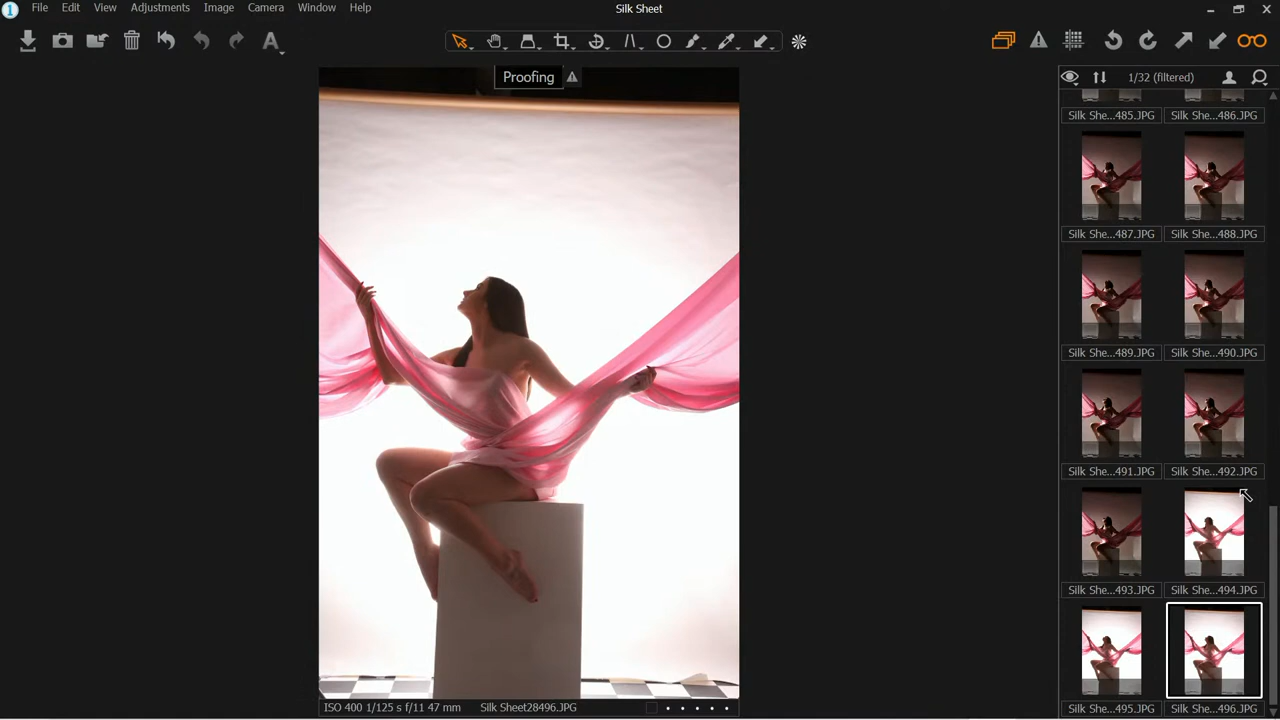 Silk Sheet
File Edit View Adjustments Image Camera Window Help
Proofing
1/32 (filtered)
Silk She...485.JPG Silk She...486.JPG
Silk She...487.JPG Silk She...488.JPG
Silk She...489.JPG Silk She...490.JPG
Silk She...491.JPG Silk She...492.JPG
Silk She...493.JPG Silk She...494.JPG
Silk She...495.JPG Silk She...496.JPG
ISO 400 1/125 s f/11 47 mm Silk Sheet28496.JPG